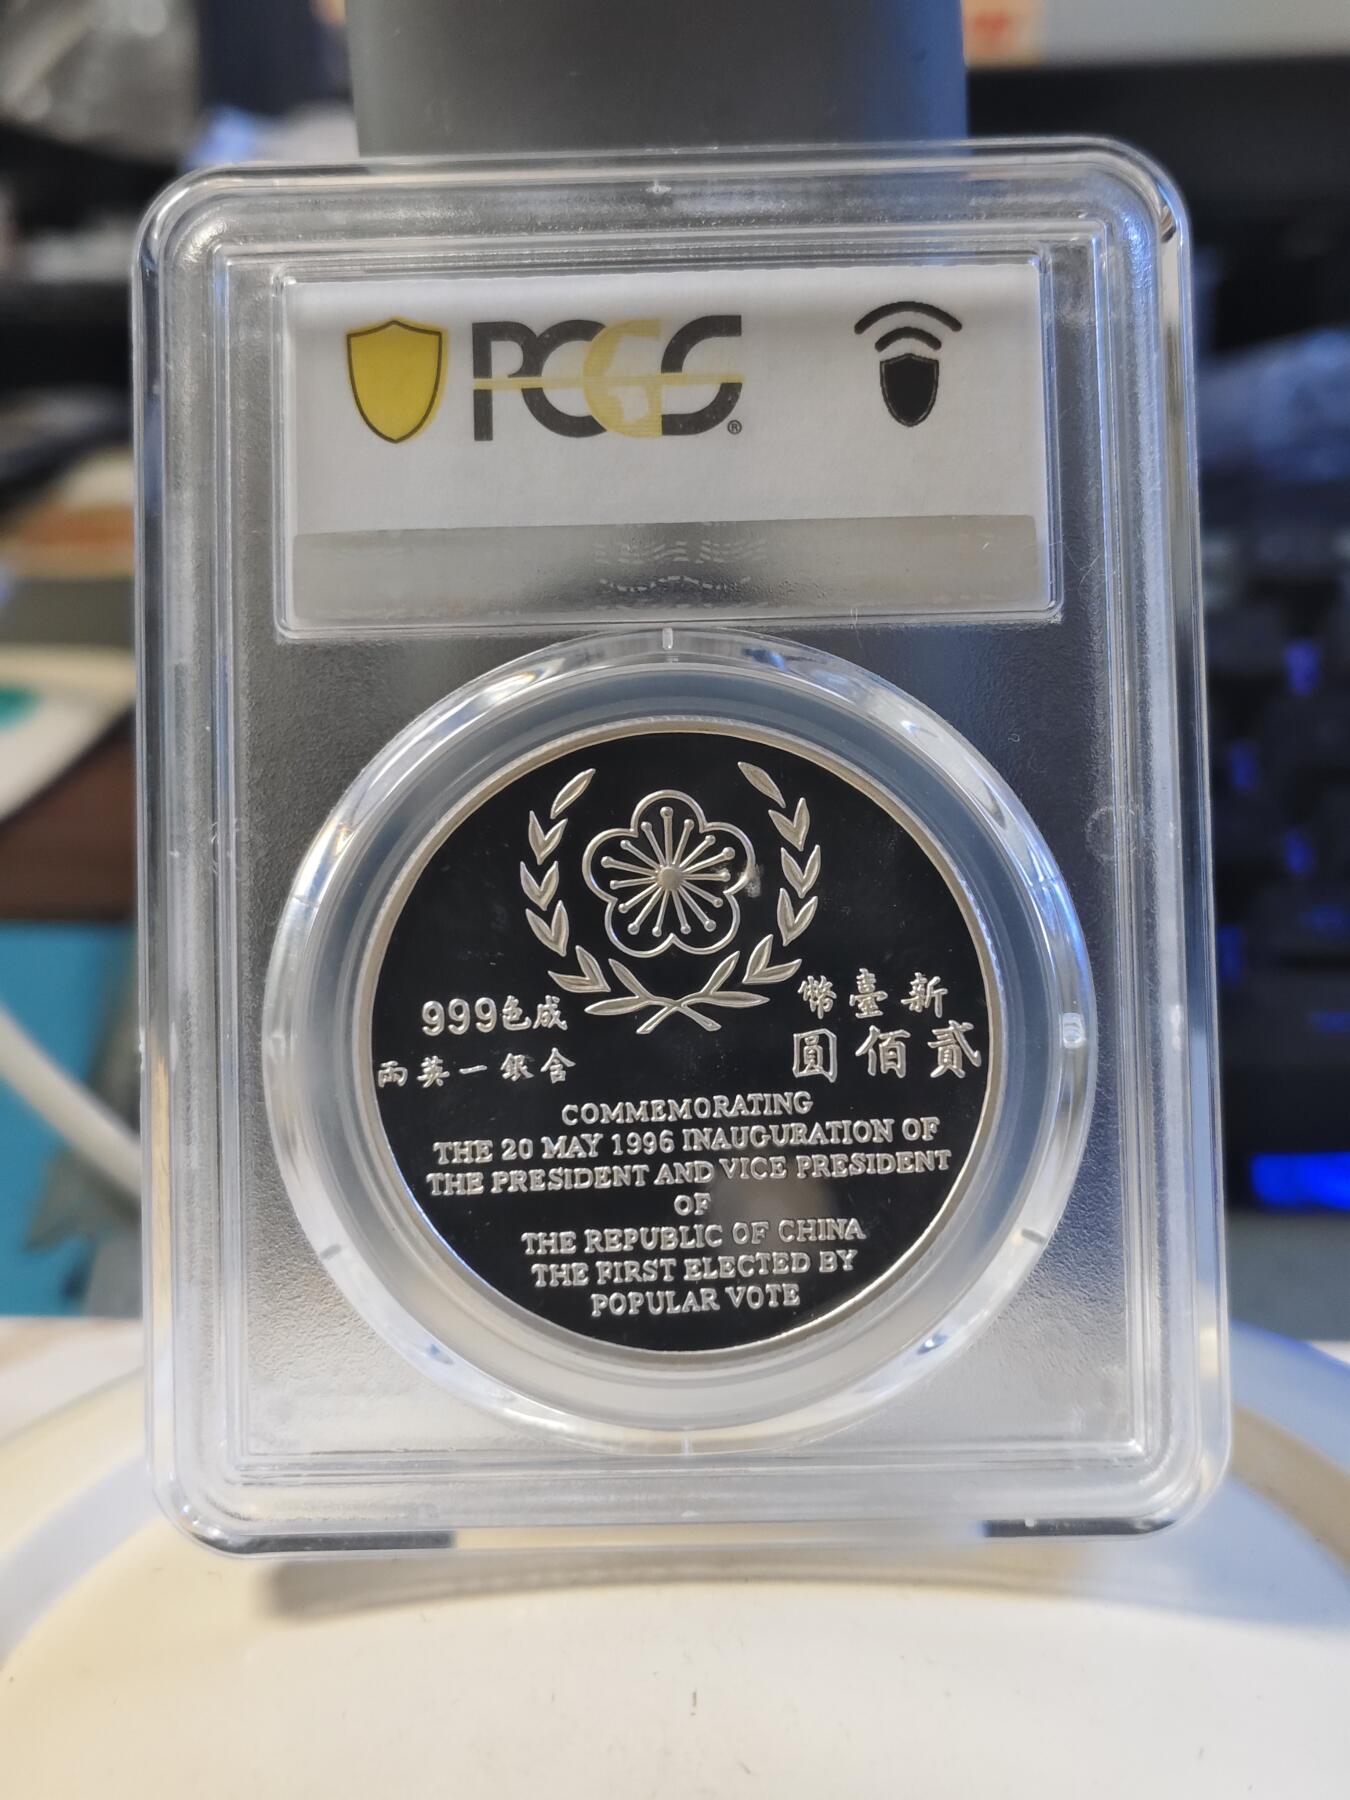 PCGS®
999色成
兩英一銀含
幣臺新
圓佰貳
COMMEMORATING
THE 20 MAY 1996 INAUGURATION OF
THE PRESIDENT AND VICE PRESIDENT
OF
THE REPUBLIC OF CHINA
THE FIRST ELECTED BY
POPULAR VOTE